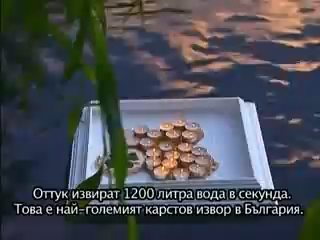 Оттук извират 1200 литра вода в секунда.
Това е най-големият карстов извор в България.